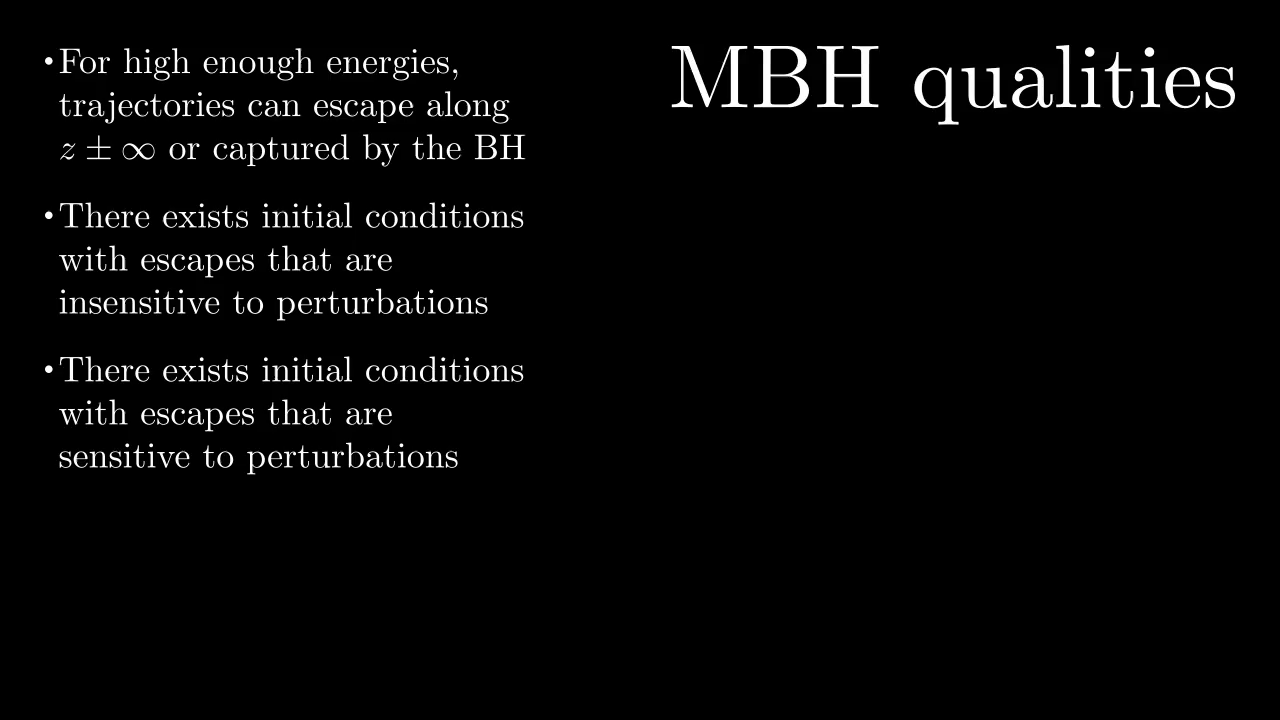 MBH qualities
• For high enough energies,
trajectories can escape along
z ± ∞ or captured by the BH
• There exists initial conditions
with escapes that are
insensitive to perturbations
• There exists initial conditions
with escapes that are
sensitive to perturbations